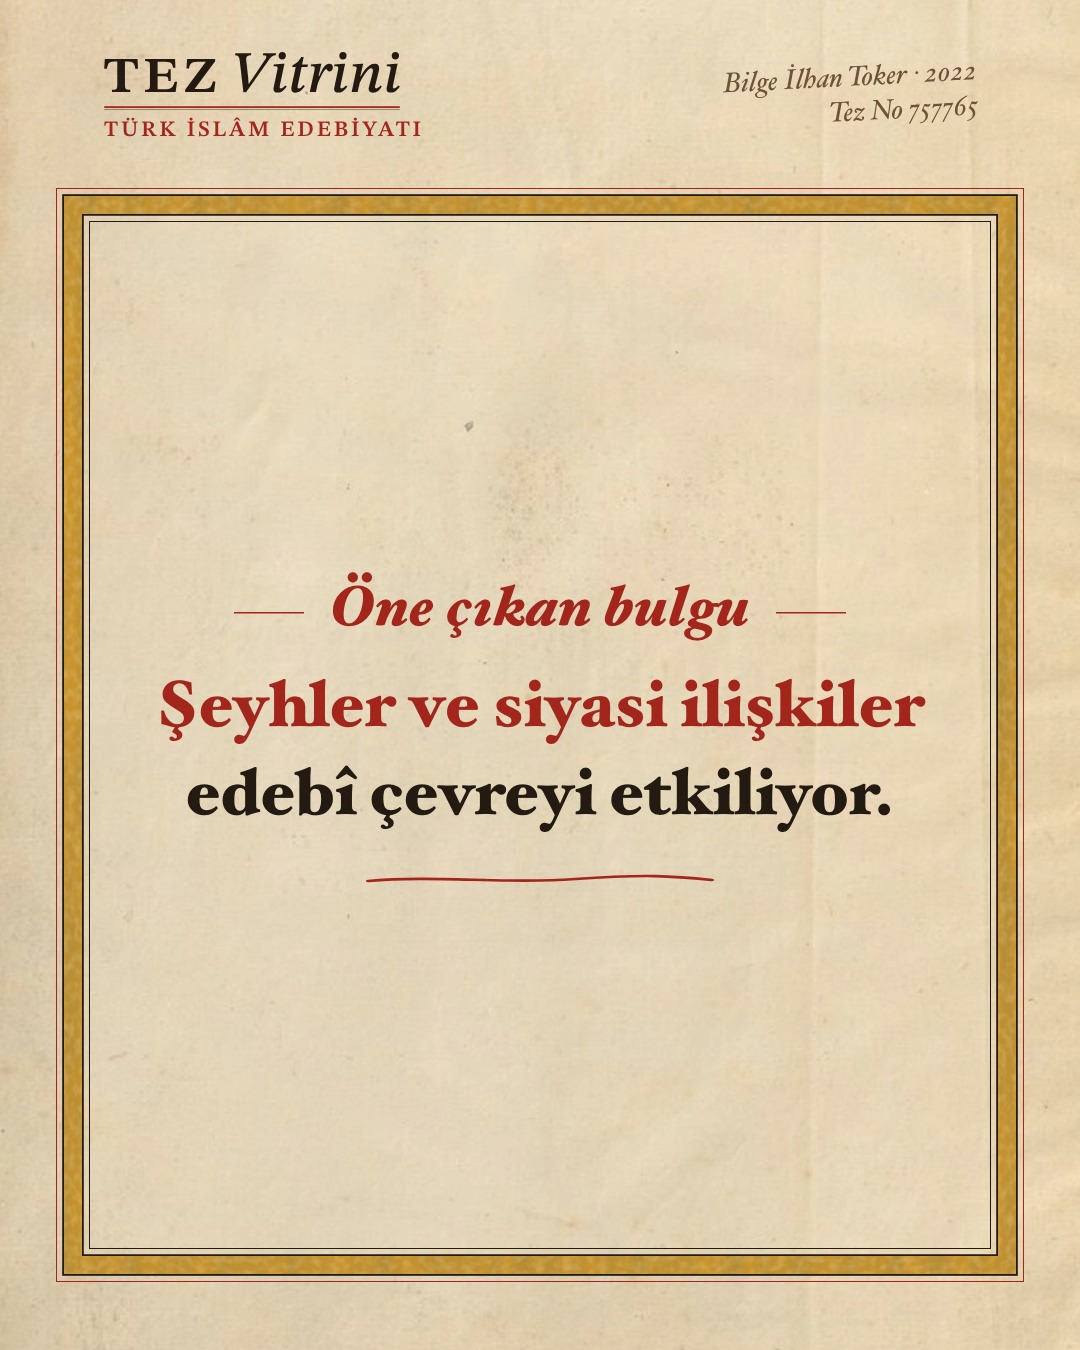 TEZ Vitrini
TÜRK İSLÂM EDEBİYATI
Bilge İlhan Toker · 2022
Tez No 757765
Öne çıkan bulgu
Şeyhler ve siyasi ilişkiler
edebî çevreyi etkiliyor.